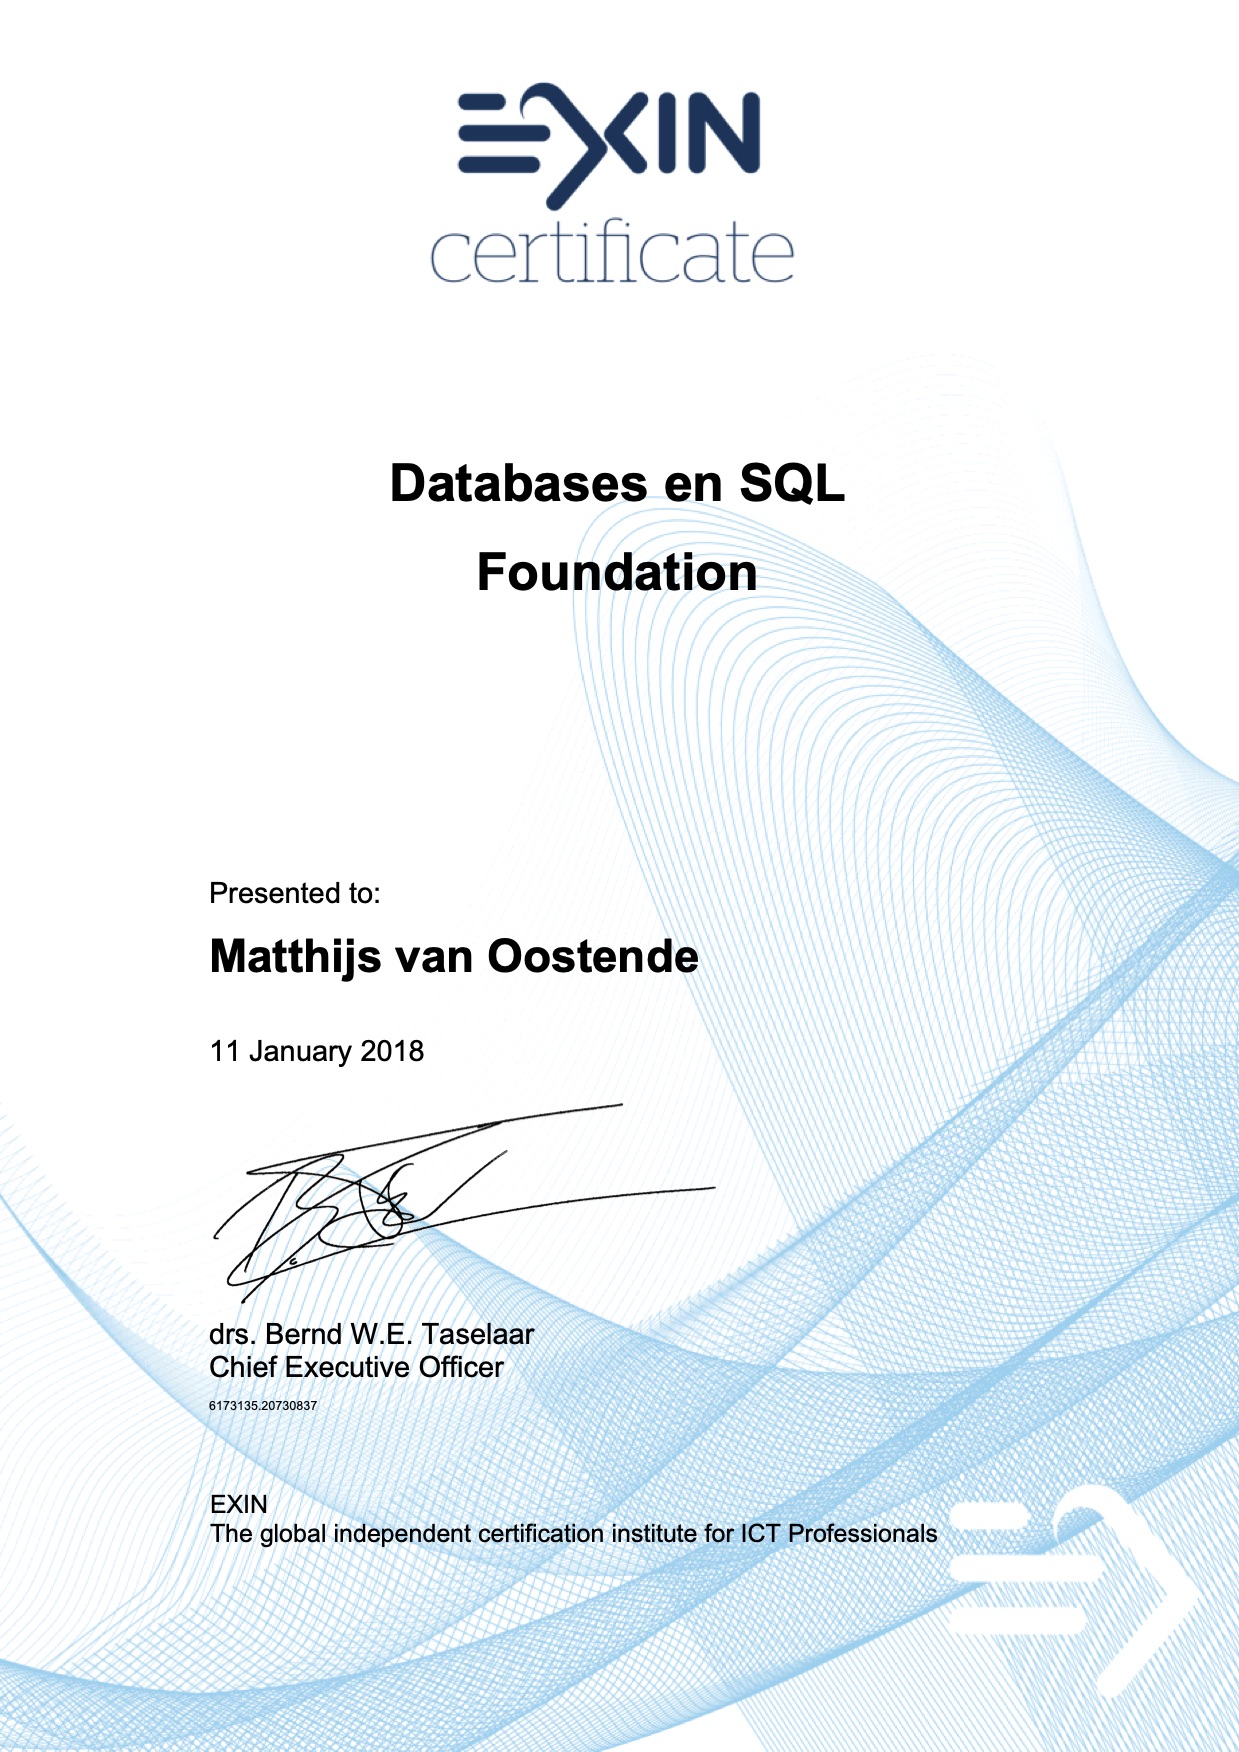 EXIN
certificate
Databases en SQL
Foundation
Presented to:
Matthijs van Oostende
11 January 2018
drs. Bernd W.E. Taselaar
Chief Executive Officer
6173135.20730837
EXIN
The global independent certification institute for ICT Professionals